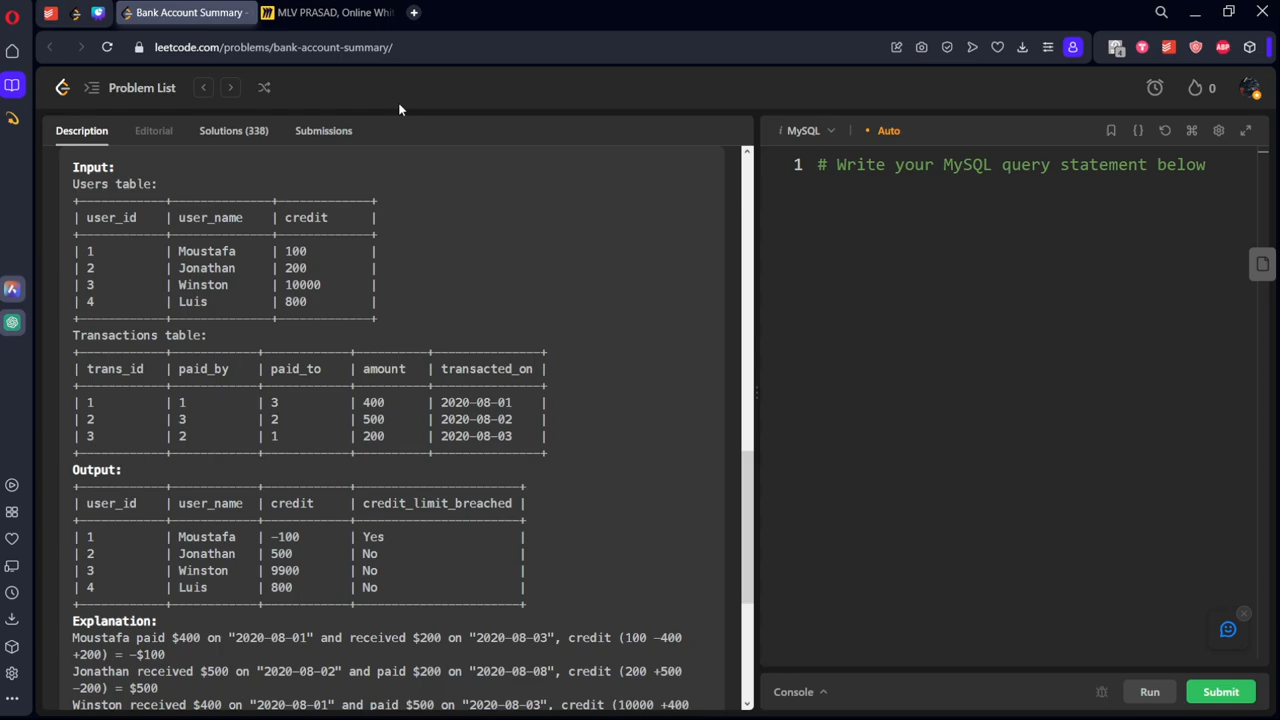 Bank Account Summary -
MLV PRASAD, Online Whit
leetcode.com/problems/bank-account-summary/
4
ABP
Problem List
0
Description Editorial Solutions (338) Submissions
i MySQL • Auto
Input:
Users table:
+------------+--------------+-------------+
| user_id | user_name | credit |
+------------+--------------+-------------+
| 1 | Moustafa | 100 |
| 2 | Jonathan | 200 |
| 3 | Winston | 10000 |
| 4 | Luis | 800 |
+------------+--------------+-------------+
Transactions table:
+------------+------------+------------+----------+---------------+
| trans_id | paid_by | paid_to | amount | transacted_on |
+------------+------------+------------+----------+---------------+
| 1 | 1 | 3 | 400 | 2020-08-01 |
| 2 | 3 | 2 | 500 | 2020-08-02 |
| 3 | 2 | 1 | 200 | 2020-08-03 |
+------------+------------+------------+----------+---------------+
Output:
+------------+------------+------------+-----------------------+
| user_id | user_name | credit | credit_limit_breached |
+------------+------------+------------+-----------------------+
| 1 | Moustafa | -100 | Yes |
| 2 | Jonathan | 500 | No |
| 3 | Winston | 9900 | No |
| 4 | Luis | 800 | No |
+------------+------------+------------+-----------------------+
Explanation:
Moustafa paid $400 on "2020-08-01" and received $200 on "2020-08-03", credit (100 -400
+200) = -$100
Jonathan received $500 on "2020-08-02" and paid $200 on "2020-08-08", credit (200 +500
-200) = $500
Winston received $400 on "2020-08-01" and paid $500 on "2020-08-03", credit (10000 +400
1 # Write your MySQL query statement below
Console
Run
Submit